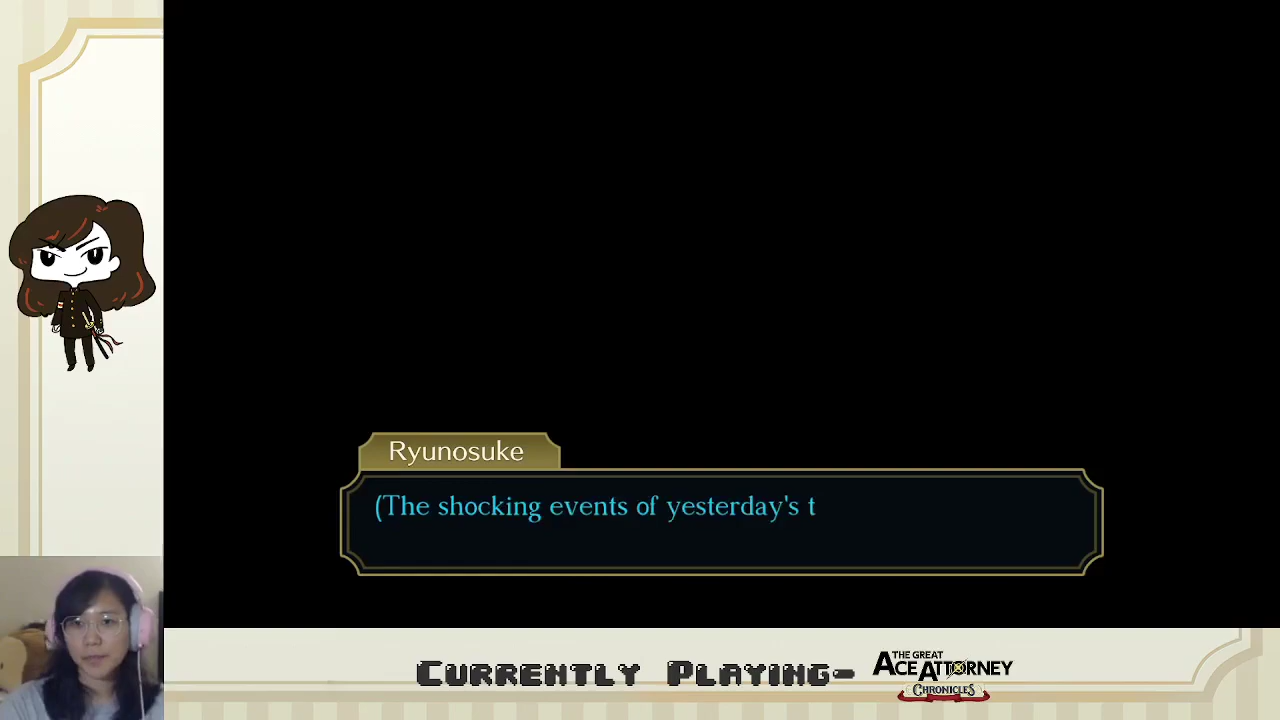 Ryunosuke
(The shocking events of yesterday's t
Currently Playing-
THE GREAT
ACE ATTORNEY
CHRONICLES